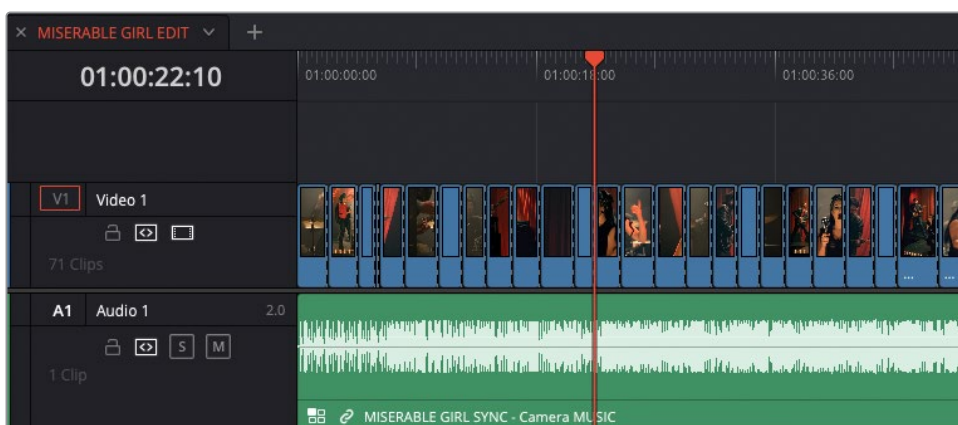 MISERABLE GIRL EDIT
01:00:22:10
01:00:00:00 01:00:18:00 01:00:36:00
V1 Video 1
71 Clips
A1 Audio 1 2.0
S M
1 Clip
MISERABLE GIRL SYNC - Camera MUSIC